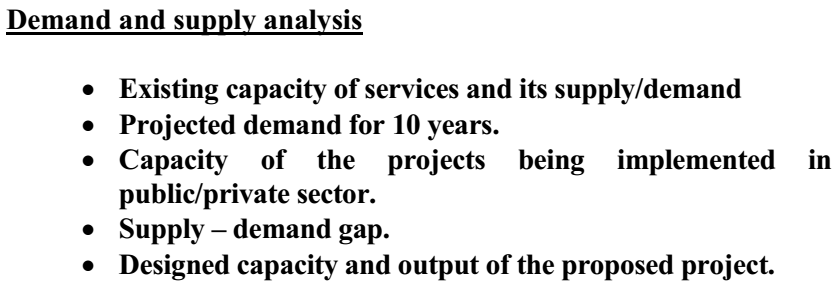 Demand and supply analysis
• Existing capacity of services and its supply/demand
• Projected demand for 10 years.
• Capacity of the projects being implemented in
public/private sector.
• Supply – demand gap.
• Designed capacity and output of the proposed project.